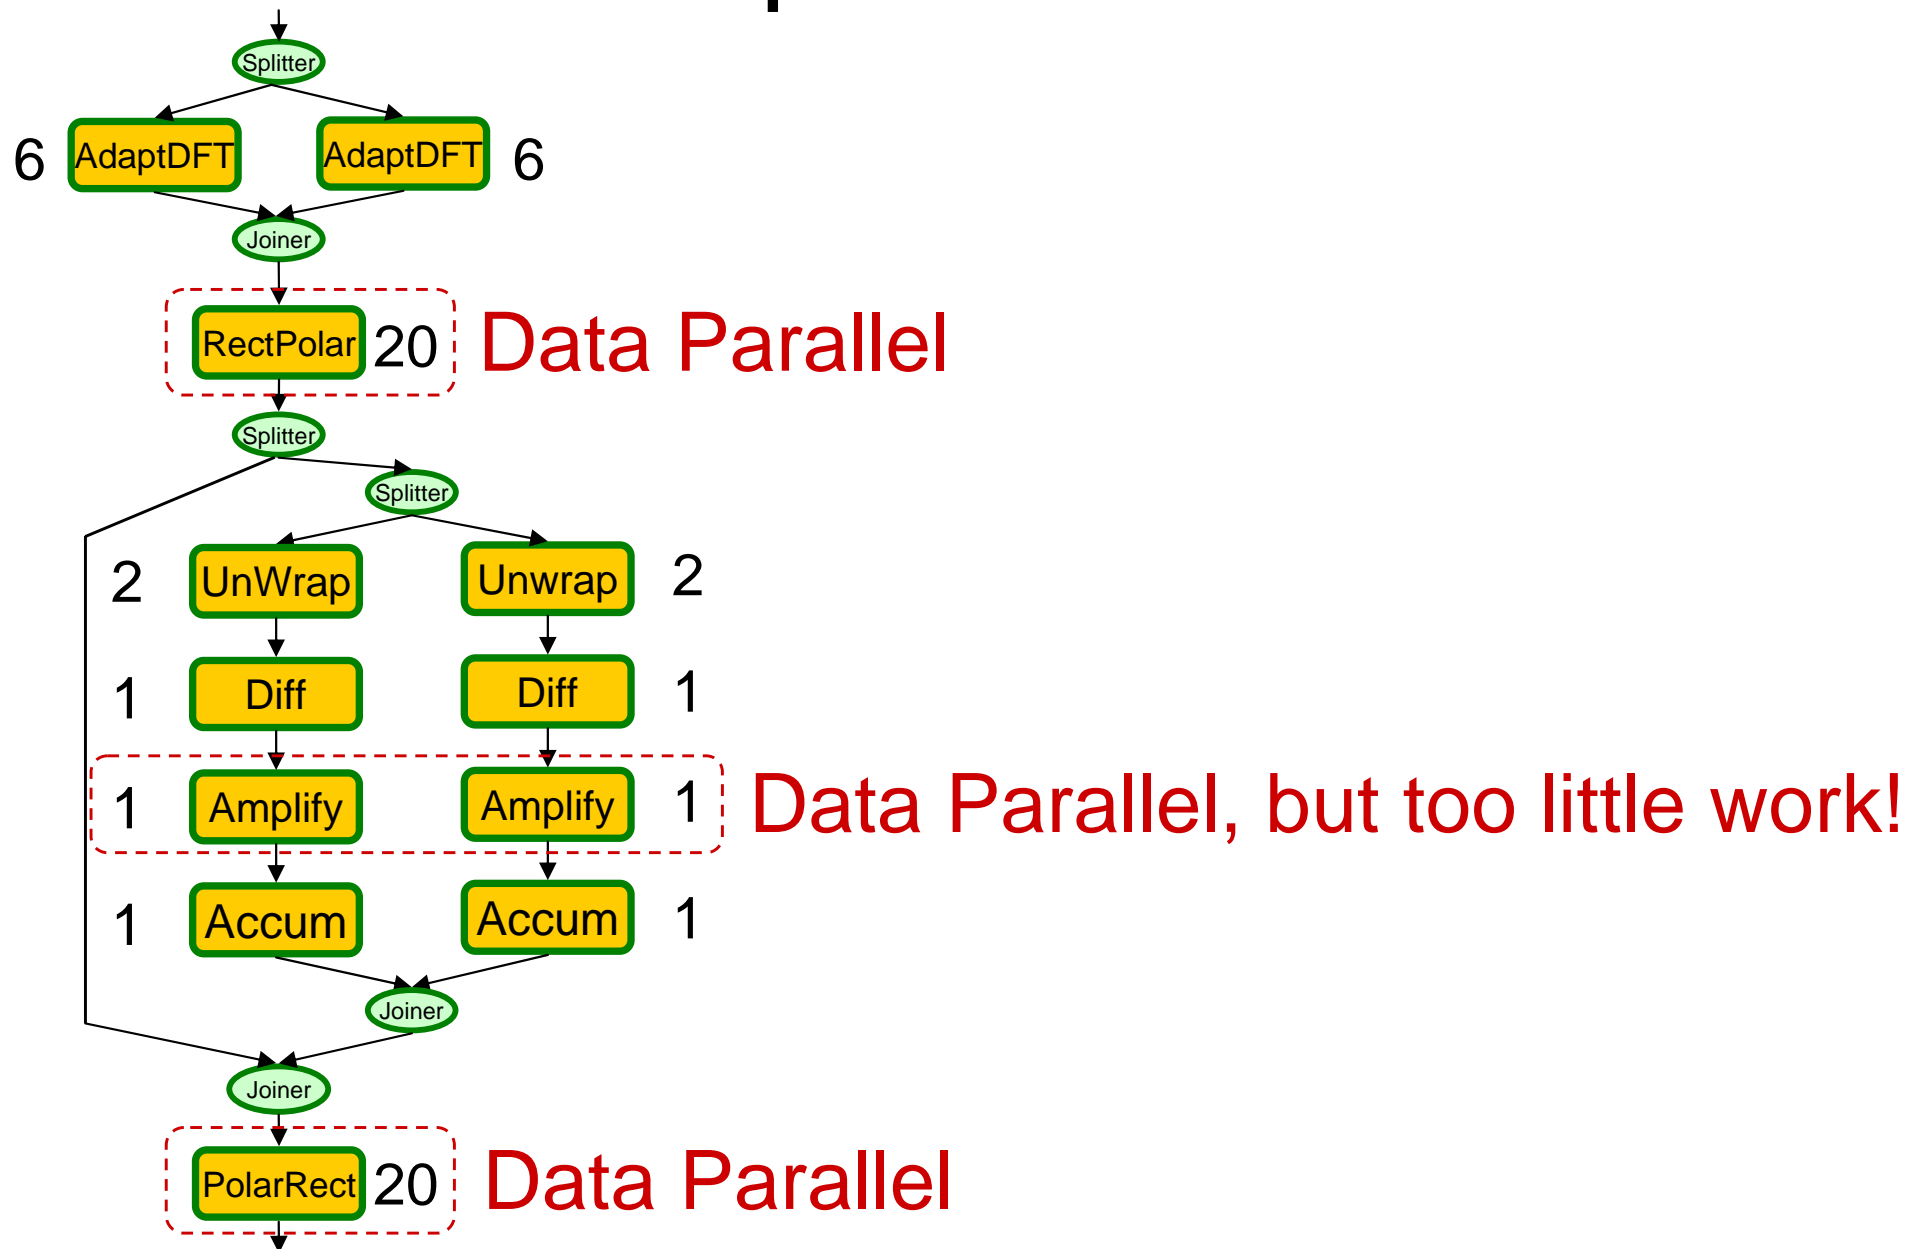 Splitter
6 AdaptDFT AdaptDFT 6
Joiner
RectPolar 20 Data Parallel
Splitter
Splitter
2 UnWrap Unwrap 2
1 Diff Diff 1
1 Amplify Amplify 1 Data Parallel, but too little work!
1 Accum Accum 1
Joiner
Joiner
PolarRect 20 Data Parallel